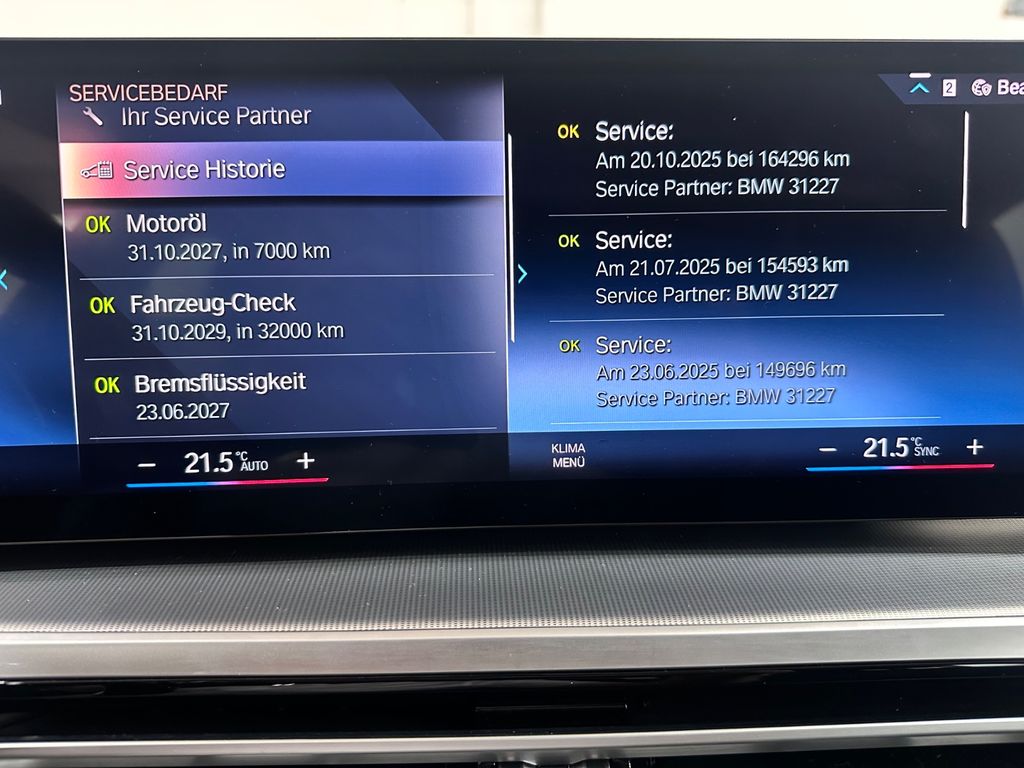 SERVICEBEDARF
Ihr Service Partner
Service Historie
OK Motoröl
31.10.2027, in 7000 km
OK Fahrzeug-Check
31.10.2029, in 32000 km
OK Bremsflüssigkeit
23.06.2027
2
OK Service:
Am 20.10.2025 bei 164296 km
Service Partner: BMW 31227
OK Service:
Am 21.07.2025 bei 154593 km
Service Partner: BMW 31227
OK Service:
Am 23.06.2025 bei 149696 km
Service Partner: BMW 31227
− 21.5 °C AUTO +
KLIMA
MENÜ
− 21.5 °C SYNC +